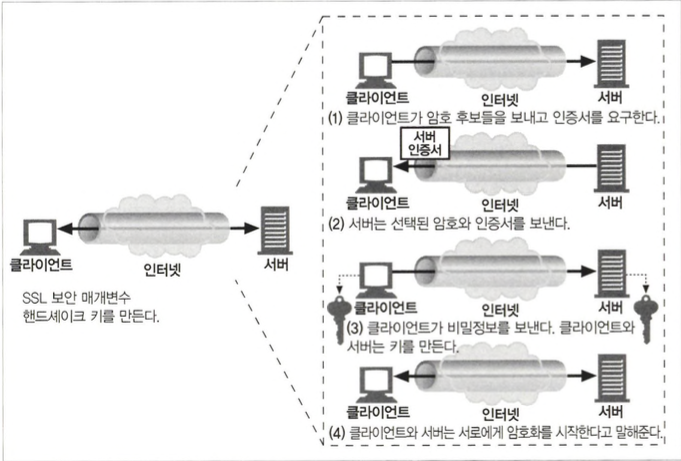 클라이언트
인터넷
서버
SSL 보안 매개변수
핸드셰이크 키를 만든다.
클라이언트
인터넷
서버
(1) 클라이언트가 암호 후보들을 보내고 인증서를 요구한다.
서버
인증서
클라이언트
인터넷
서버
(2) 서버는 선택된 암호와 인증서를 보낸다.
클라이언트
인터넷
서버
(3) 클라이언트가 비밀정보를 보낸다. 클라이언트와
서버는 키를 만든다.
클라이언트
인터넷
서버
(4) 클라이언트와 서버는 서로에게 암호화를 시작한다고 말해준다.